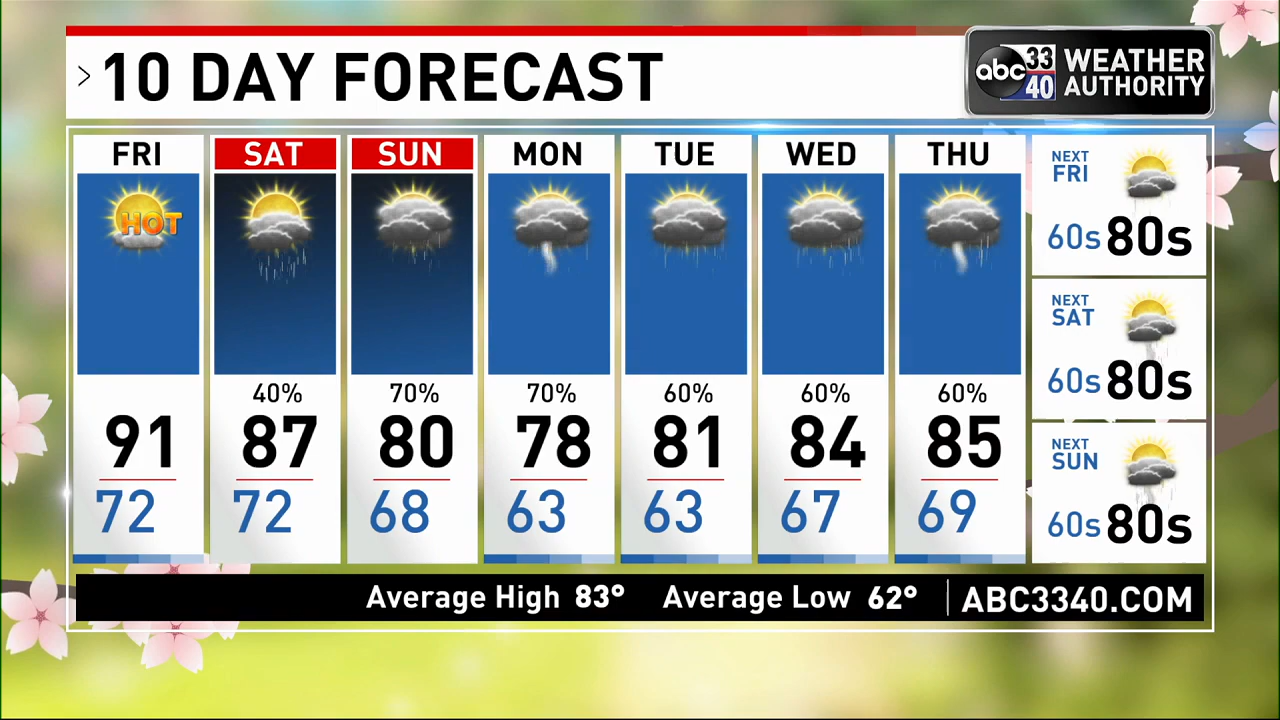 > 10 DAY FORECAST
abc 33 40 WEATHER AUTHORITY
FRI SAT SUN MON TUE WED THU
HOT
40% 70% 70% 60% 60% 60%
91 87 80 78 81 84 85
72 72 68 63 63 67 69
NEXT
FRI
60s 80s
NEXT
SAT
60s 80s
NEXT
SUN
60s 80s
Average High 83° Average Low 62° ABC3340.COM